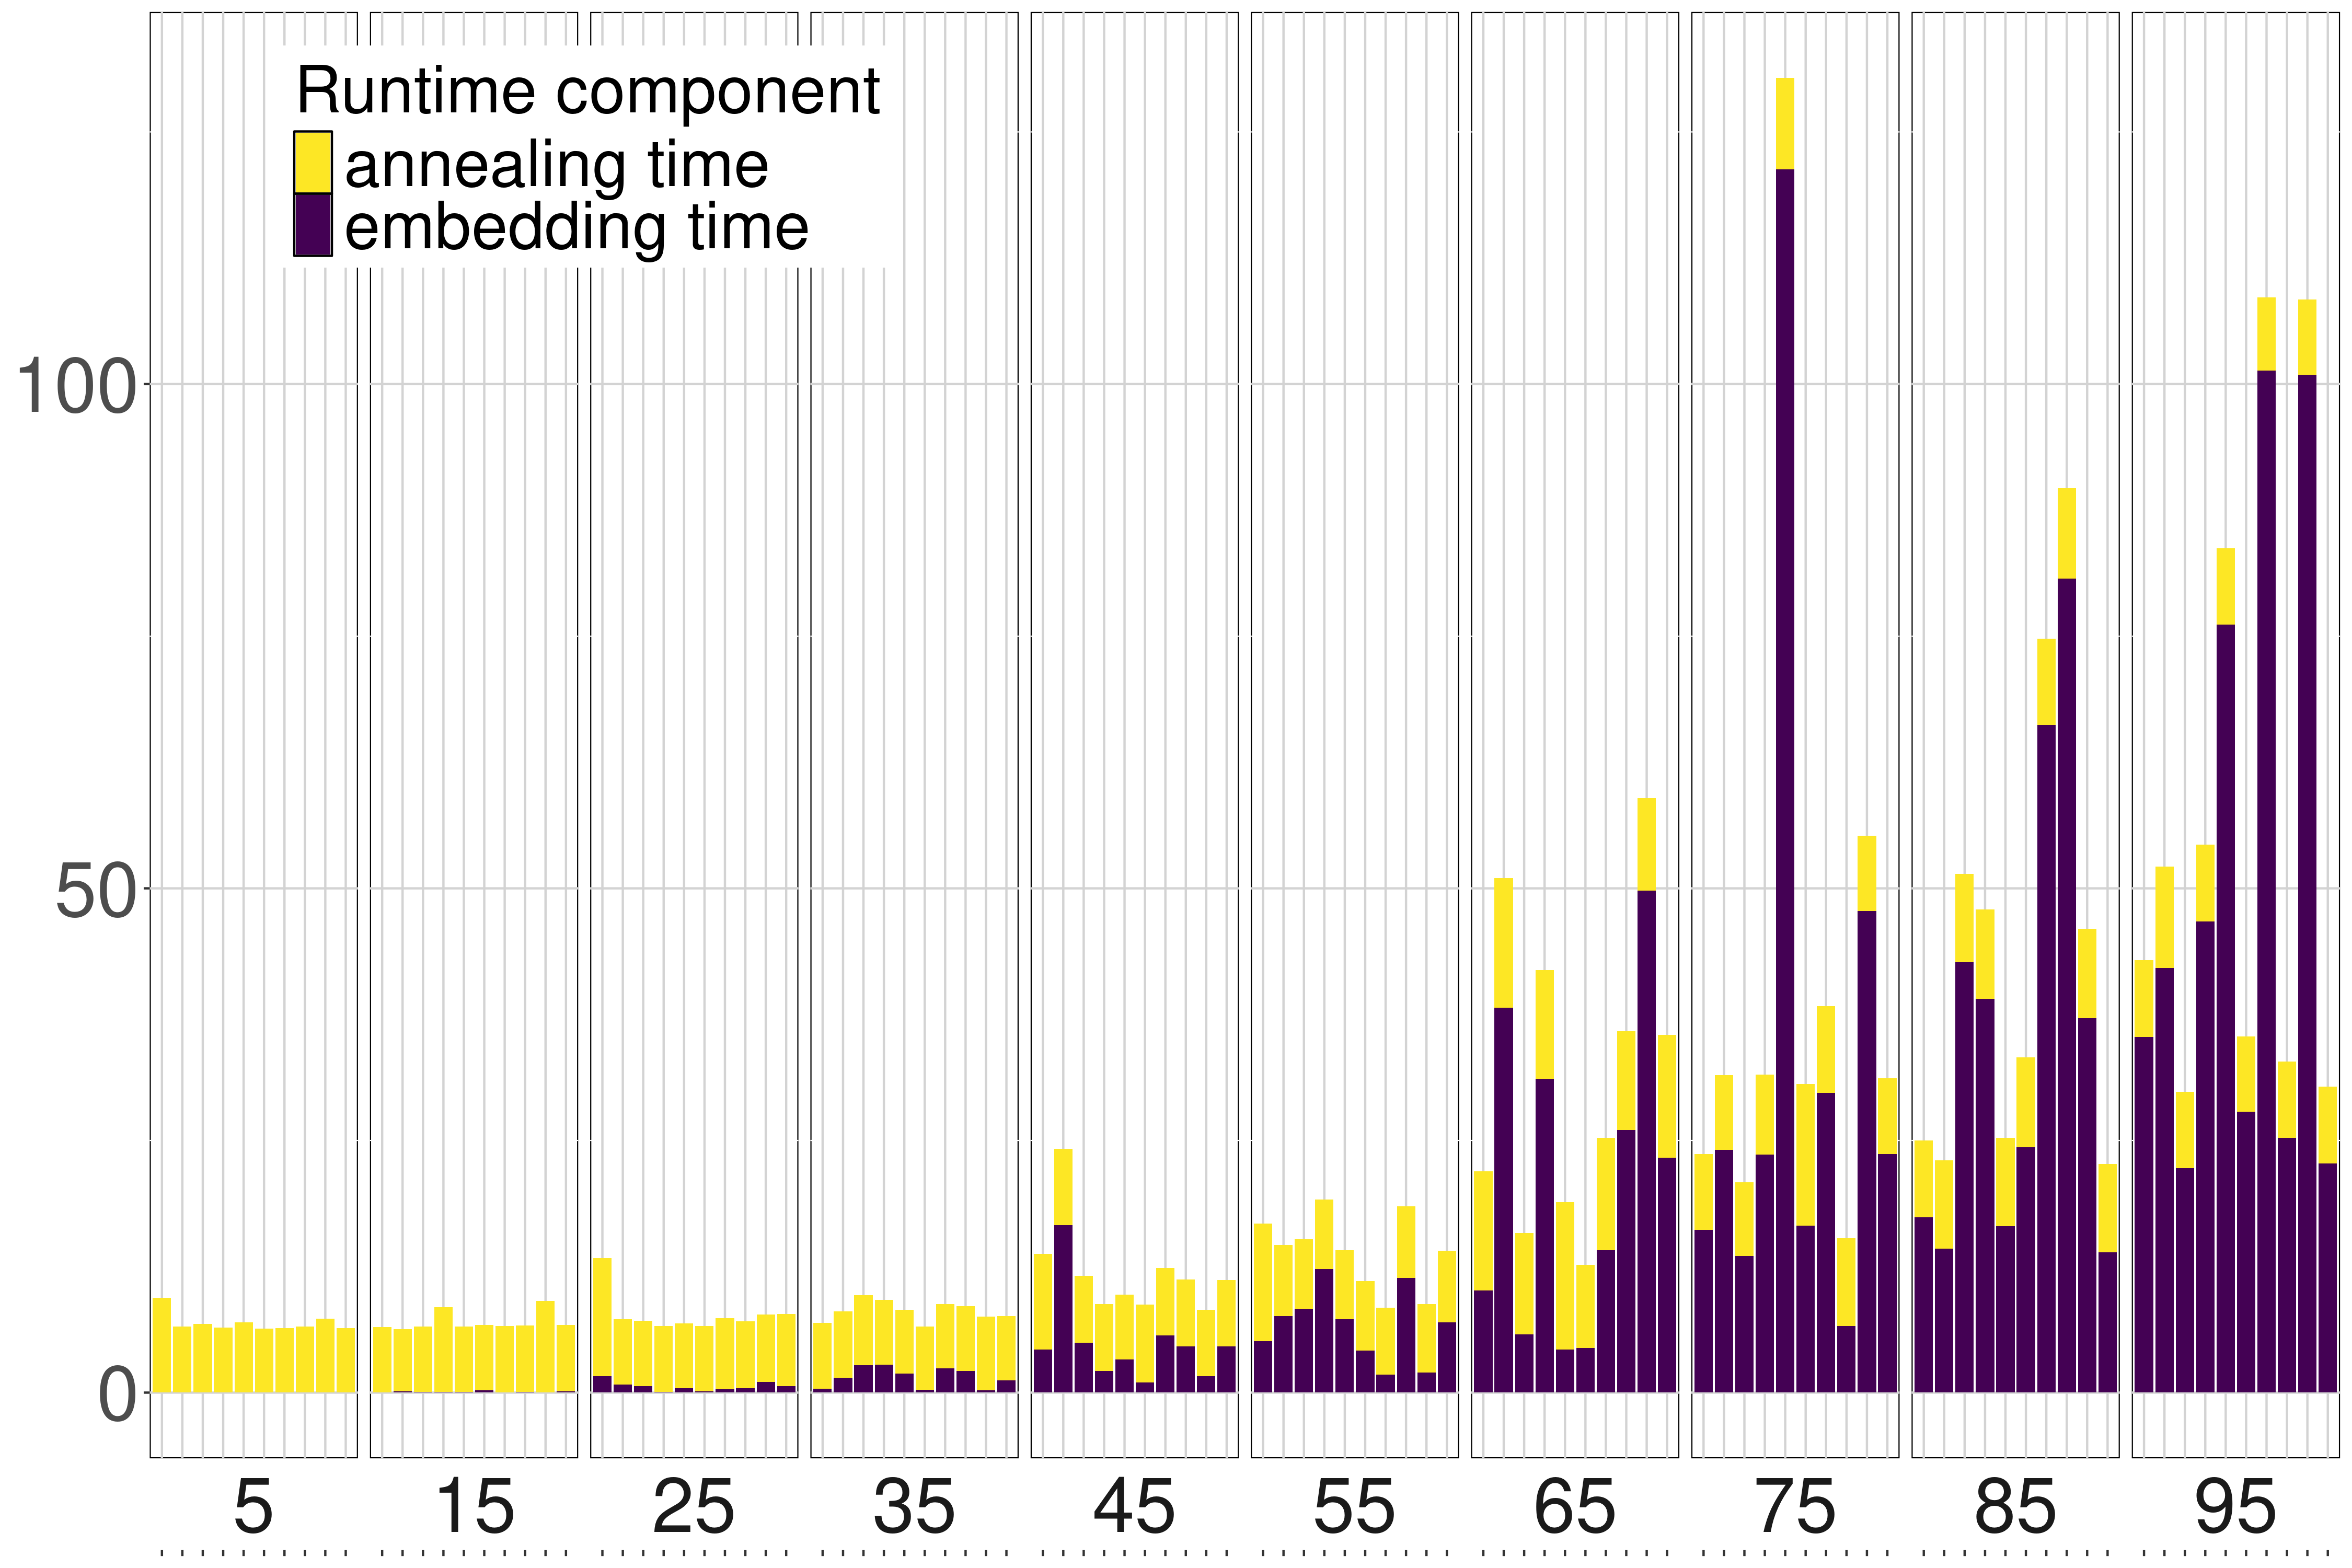 Runtime component
annealing time
embedding time
100
50
0
5 15 25 35 45 55 65 75 85 95